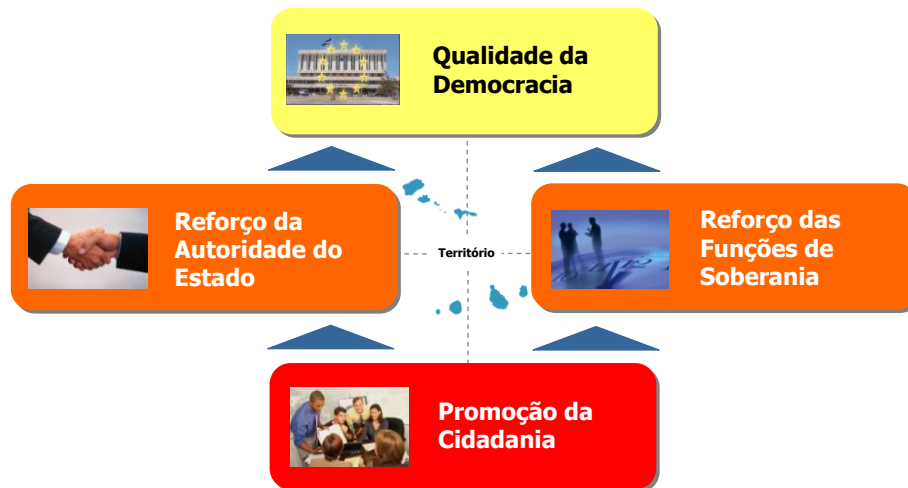 Qualidade da
Democracia
Reforço da
Autoridade do
Estado
Território
Reforço das
Funções de
Soberania
Promoção da
Cidadania